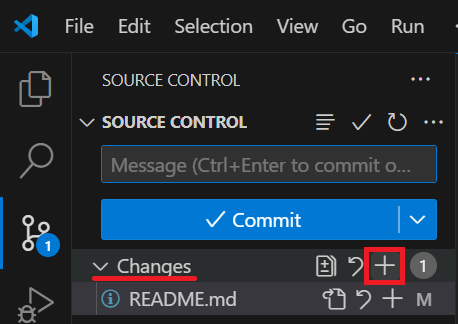 File Edit Selection View Go Run
SOURCE CONTROL
SOURCE CONTROL
Message (Ctrl+Enter to commit o...
Commit
1
Changes 1
README.md M